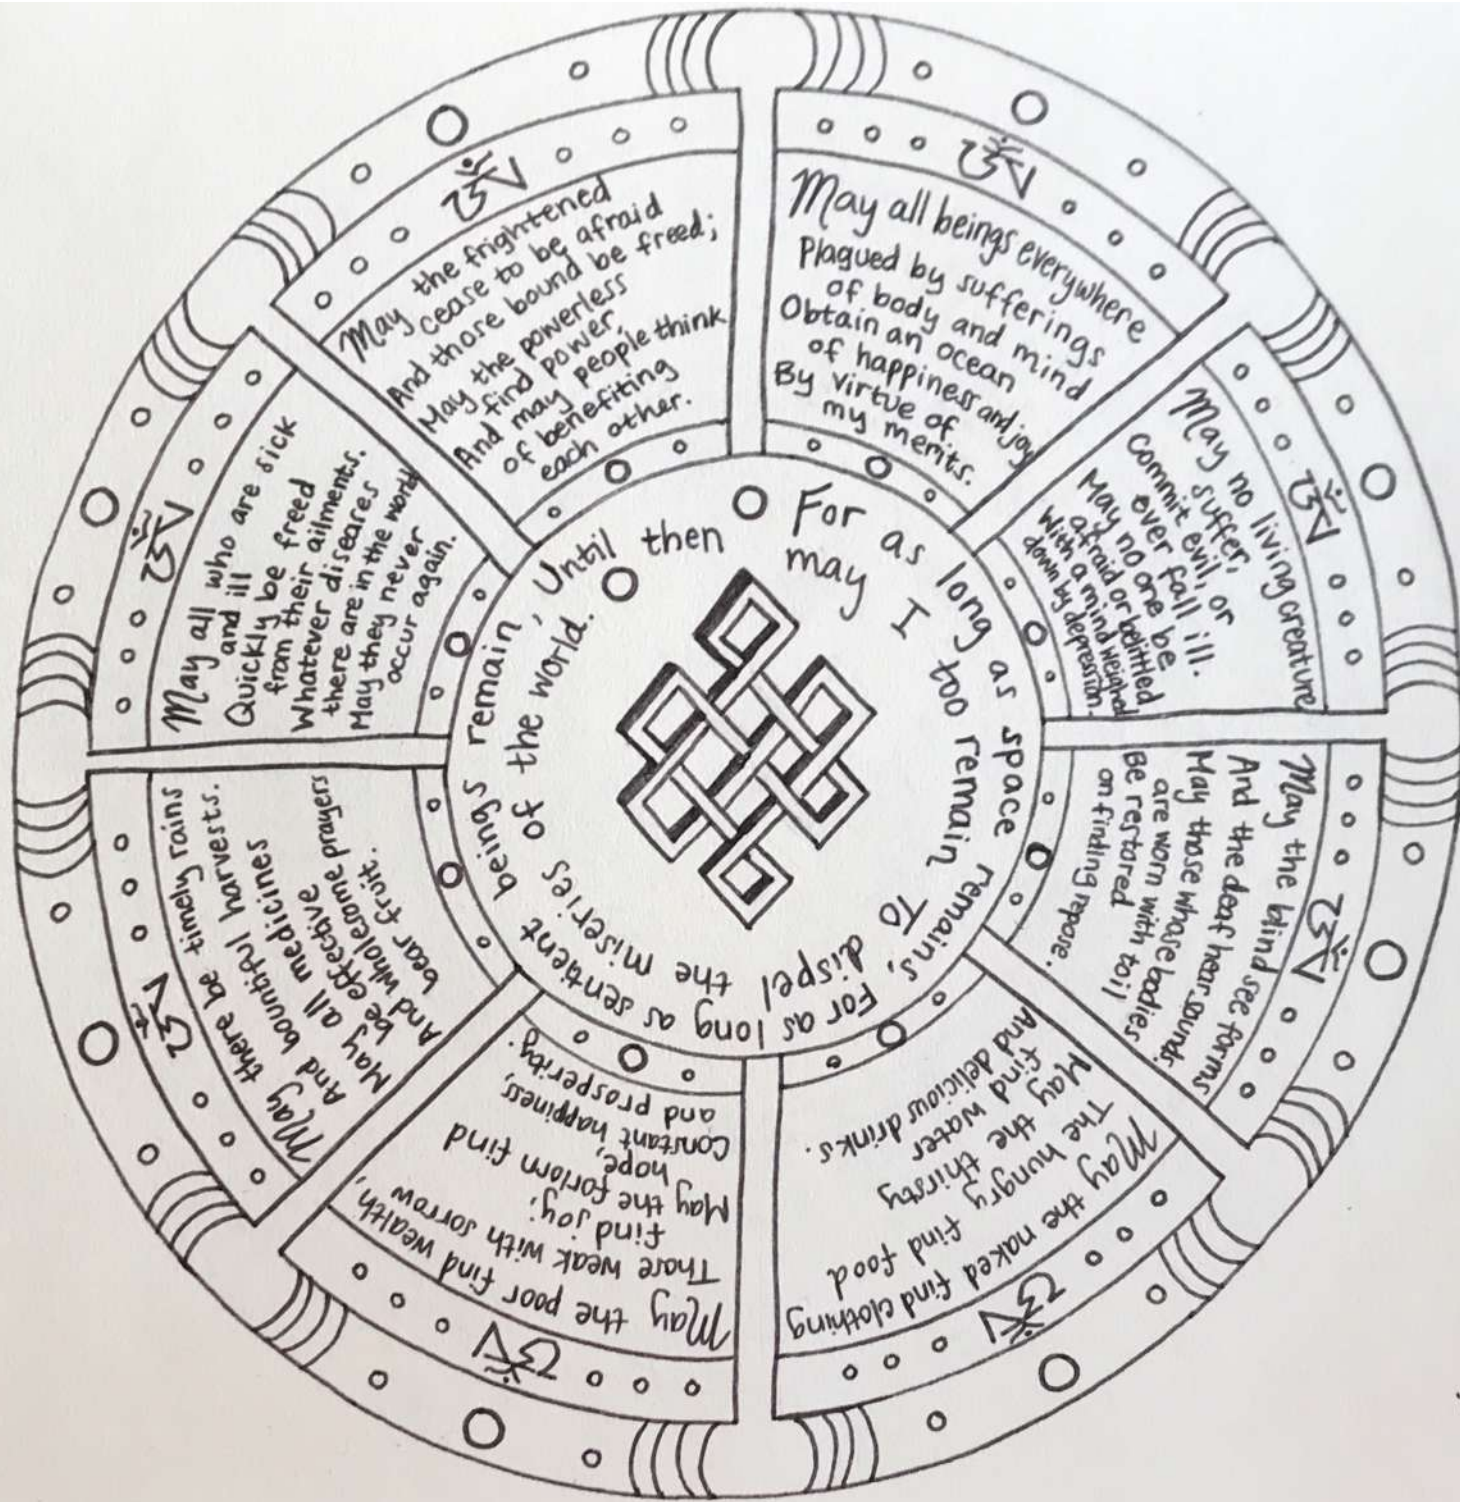 ༀ
May all beings everywhere
Plagued by sufferings
of body and mind
Obtain an ocean
of happiness and joy
By virtue of
my merits.
ༀ
May no living creature
suffer,
Commit evil, or
ever fall ill.
May no one be
afraid or belittled
With a mind weighed
down by depression.
ༀ
May the blind see forms
And the deaf hear sounds.
May those whose bodies
are worn with toil
Be restored
on finding repose.
ༀ
May the naked find clothing
The hungry find food
May the thirsty
find water
And delicious drinks.
ༀ
May the poor find wealth,
Those weak with sorrow
find joy;
May the forlorn find
hope,
Constant happiness,
and prosperity.
ༀ
May there be timely rains
And bountiful harvests.
May all medicines
be effective
And wholesome prayers
bear fruit.
ༀ
May all who are sick
and ill
Quickly be freed
from their ailments.
Whatever diseases
there are in the world
May they never
occur again.
ༀ
May the frightened
cease to be afraid
And those bound be freed;
May the powerless
find power,
And may people think
of benefiting
each other.
For as long as space remains, For as long as sentient beings remain, Until then
may I too remain To dispel the miseries of the world.